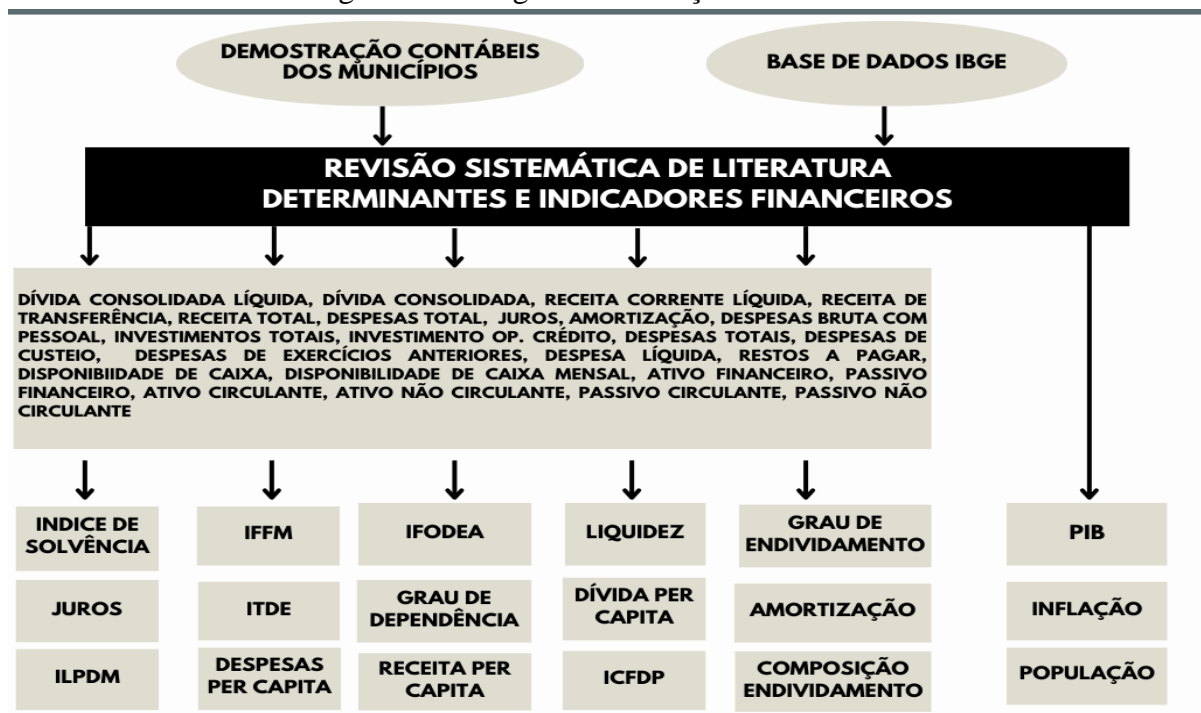 DEMOSTRAÇÃO CONTÁBEIS
DOS MUNICÍPIOS
BASE DE DADOS IBGE
REVISÃO SISTEMÁTICA DE LITERATURA
DETERMINANTES E INDICADORES FINANCEIROS
DÍVIDA CONSOLIDADA LÍQUIDA, DÍVIDA CONSOLIDADA, RECEITA CORRENTE LÍQUIDA, RECEITA DE
TRANSFERÊNCIA, RECEITA TOTAL, DESPESAS TOTAL, JUROS, AMORTIZAÇÃO, DESPESAS BRUTA COM
PESSOAL, INVESTIMENTOS TOTAIS, INVESTIMENTO OP. CRÉDITO, DESPESAS TOTAIS, DESPESAS DE
CUSTEIO, DESPESAS DE EXERCÍCIOS ANTERIORES, DESPESA LÍQUIDA, RESTOS A PAGAR,
DISPONIBIIDADE DE CAIXA, DISPONIBILIDADE DE CAIXA MENSAL, ATIVO FINANCEIRO, PASSIVO
FINANCEIRO, ATIVO CIRCULANTE, ATIVO NÃO CIRCULANTE, PASSIVO CIRCULANTE, PASSIVO NÃO
CIRCULANTE
INDICE DE
SOLVÊNCIA
IFFM
IFODEA
LIQUIDEZ
GRAU DE
ENDIVIDAMENTO
PIB
JUROS
ITDE
GRAU DE
DEPENDÊNCIA
DÍVIDA PER
CAPITA
AMORTIZAÇÃO
INFLAÇÃO
ILPDM
DESPESAS
PER CAPITA
RECEITA PER
CAPITA
ICFDP
COMPOSIÇÃO
ENDIVIDAMENTO
POPULAÇÃO